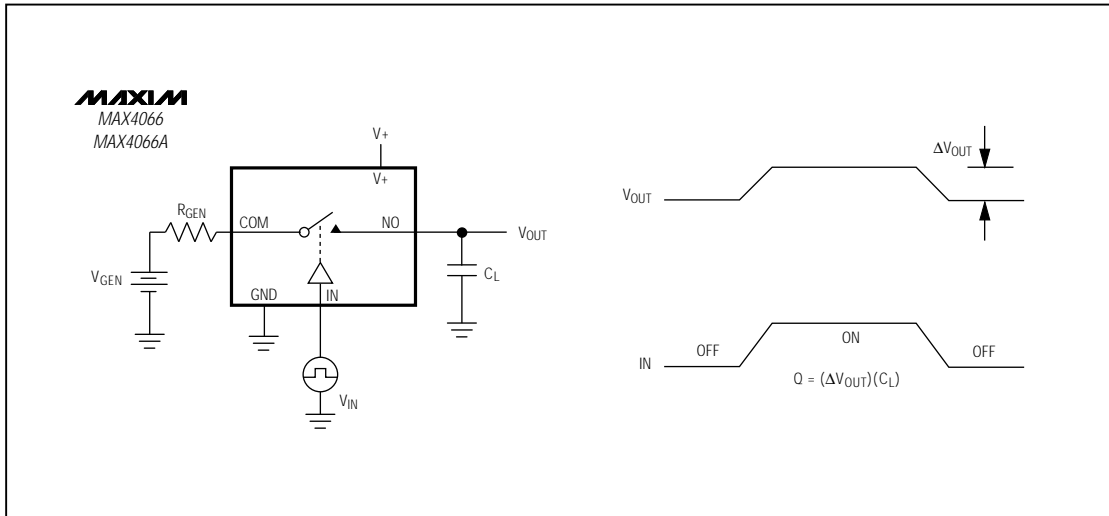 MAXIM
MAX4066
MAX4066A
V+
V+
RGEN
COM
NO
VOUT
VGEN
CL
GND
IN
VIN
ΔVOUT
VOUT
IN
OFF
ON
OFF
Q = (ΔVOUT)(CL)